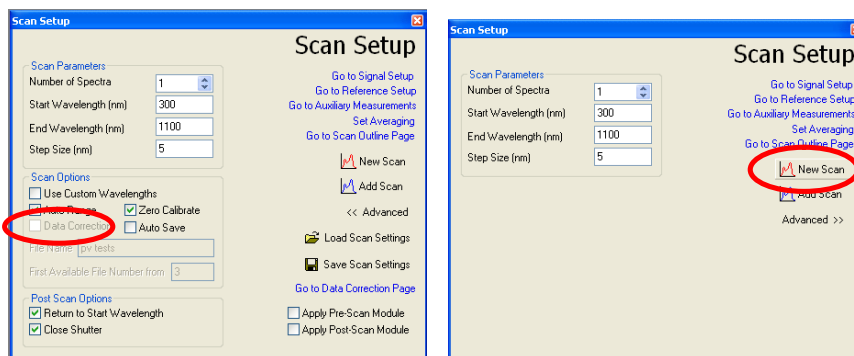 Scan Setup
Scan Setup
Scan Parameters
Number of Spectra 1
Start Wavelength (nm) 300
End Wavelength (nm) 1100
Step Size (nm) 5
Scan Options
Use Custom Wavelengths
Auto Range Zero Calibrate
Data Correction Auto Save
File Name pv tests
First Available File Number from 3
Post Scan Options
Return to Start Wavelength
Close Shutter
Go to Signal Setup
Go to Reference Setup
Go to Auxiliary Measurements
Set Averaging
Go to Scan Outline Page
New Scan
Add Scan
<< Advanced
Load Scan Settings
Save Scan Settings
Go to Data Correction Page
Apply Pre-Scan Module
Apply Post-Scan Module
Scan Setup
Scan Setup
Scan Parameters
Number of Spectra 1
Start Wavelength (nm) 300
End Wavelength (nm) 1100
Step Size (nm) 5
Go to Signal Setup
Go to Reference Setup
Go to Auxiliary Measurements
Set Averaging
Go to Scan Outline Page
New Scan
Add Scan
Advanced >>